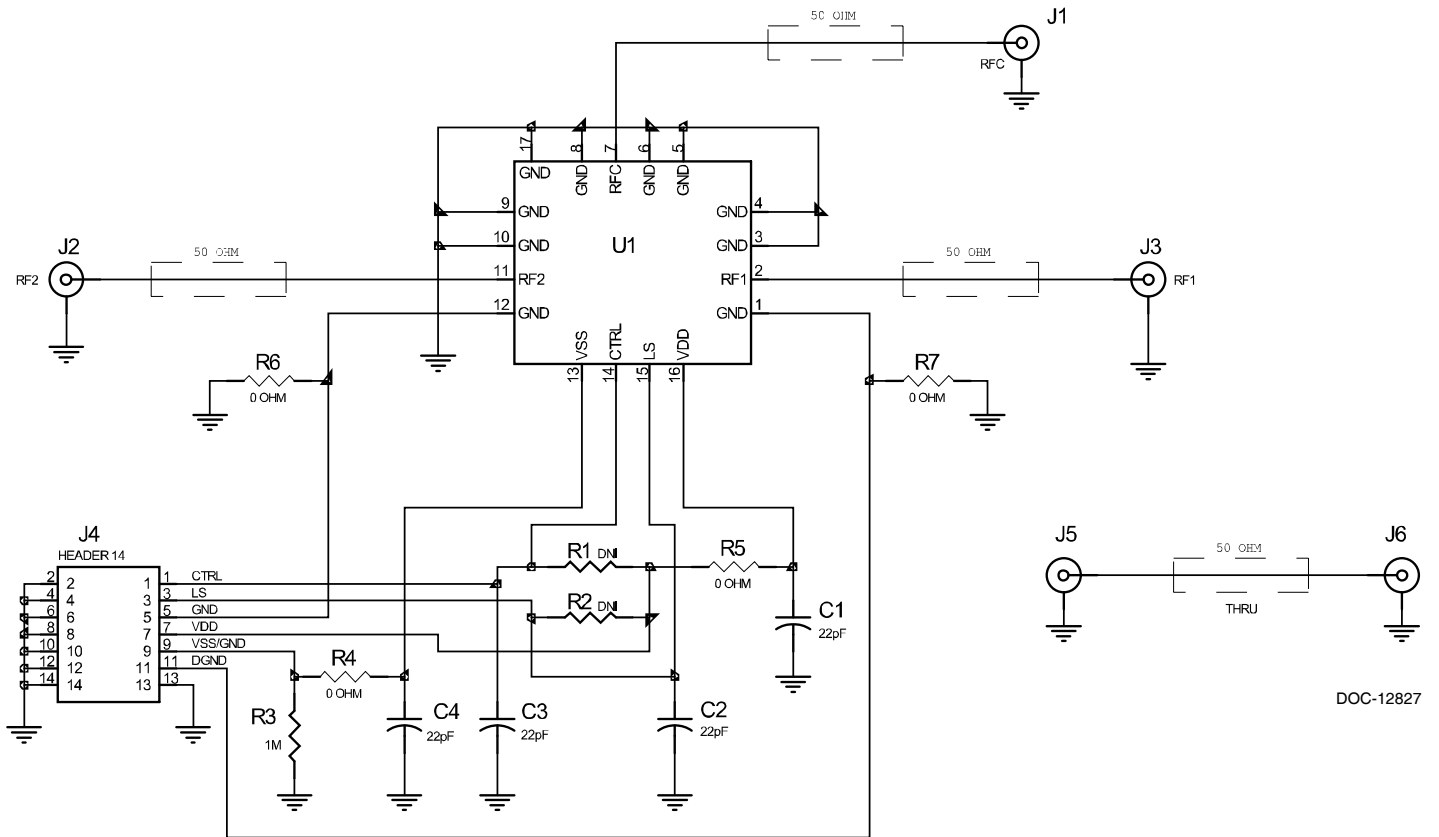 50 OHM
J1
RFC
17
8
7
6
5
GND
GND
RFC
GND
GND
9
GND
GND
4
10
GND
U1
GND
3
J2
50 OHM
50 OHM
J3
RF2
11
RF2
RF1
2
RF1
12
GND
GND
1
VSS
CTRL
LS
VDD
13
14
15
16
R6
0 OHM
R7
0 OHM
J4
HEADER 14
R1 DNI
R5
0 OHM
J5
50 OHM
J6
THRU
2
2
1
1
CTRL
4
4
3
3
LS
6
6
5
5
GND
8
8
7
7
VDD
10
10
9
9
VSS/GND
12
12
11
11
DGND
14
14
13
13
R2 DNI
C1
22pF
R4
0 OHM
R3
1M
C4
22pF
C3
22pF
C2
22pF
DOC-12827